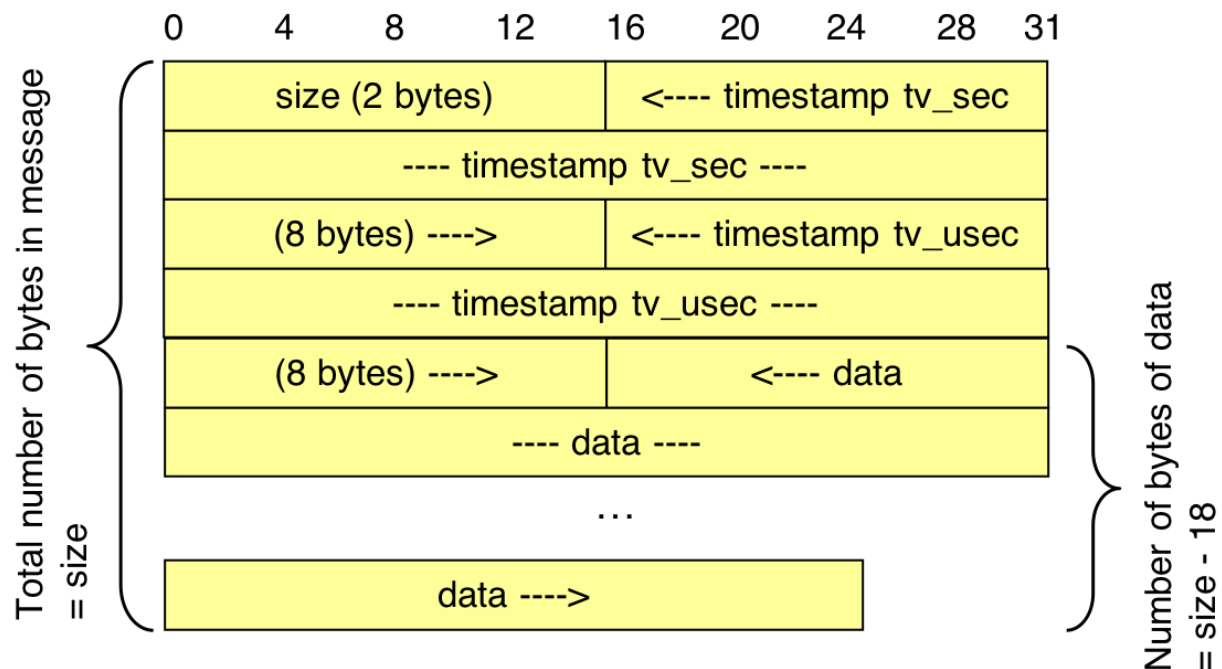 0 4 8 12 16 20 24 28 31
size (2 bytes) <---- timestamp tv_sec
---- timestamp tv_sec ----
(8 bytes) ----> <---- timestamp tv_usec
---- timestamp tv_usec ----
(8 bytes) ----> <---- data
---- data ----
...
data ---->
Total number of bytes in message
= size
Number of bytes of data
= size - 18